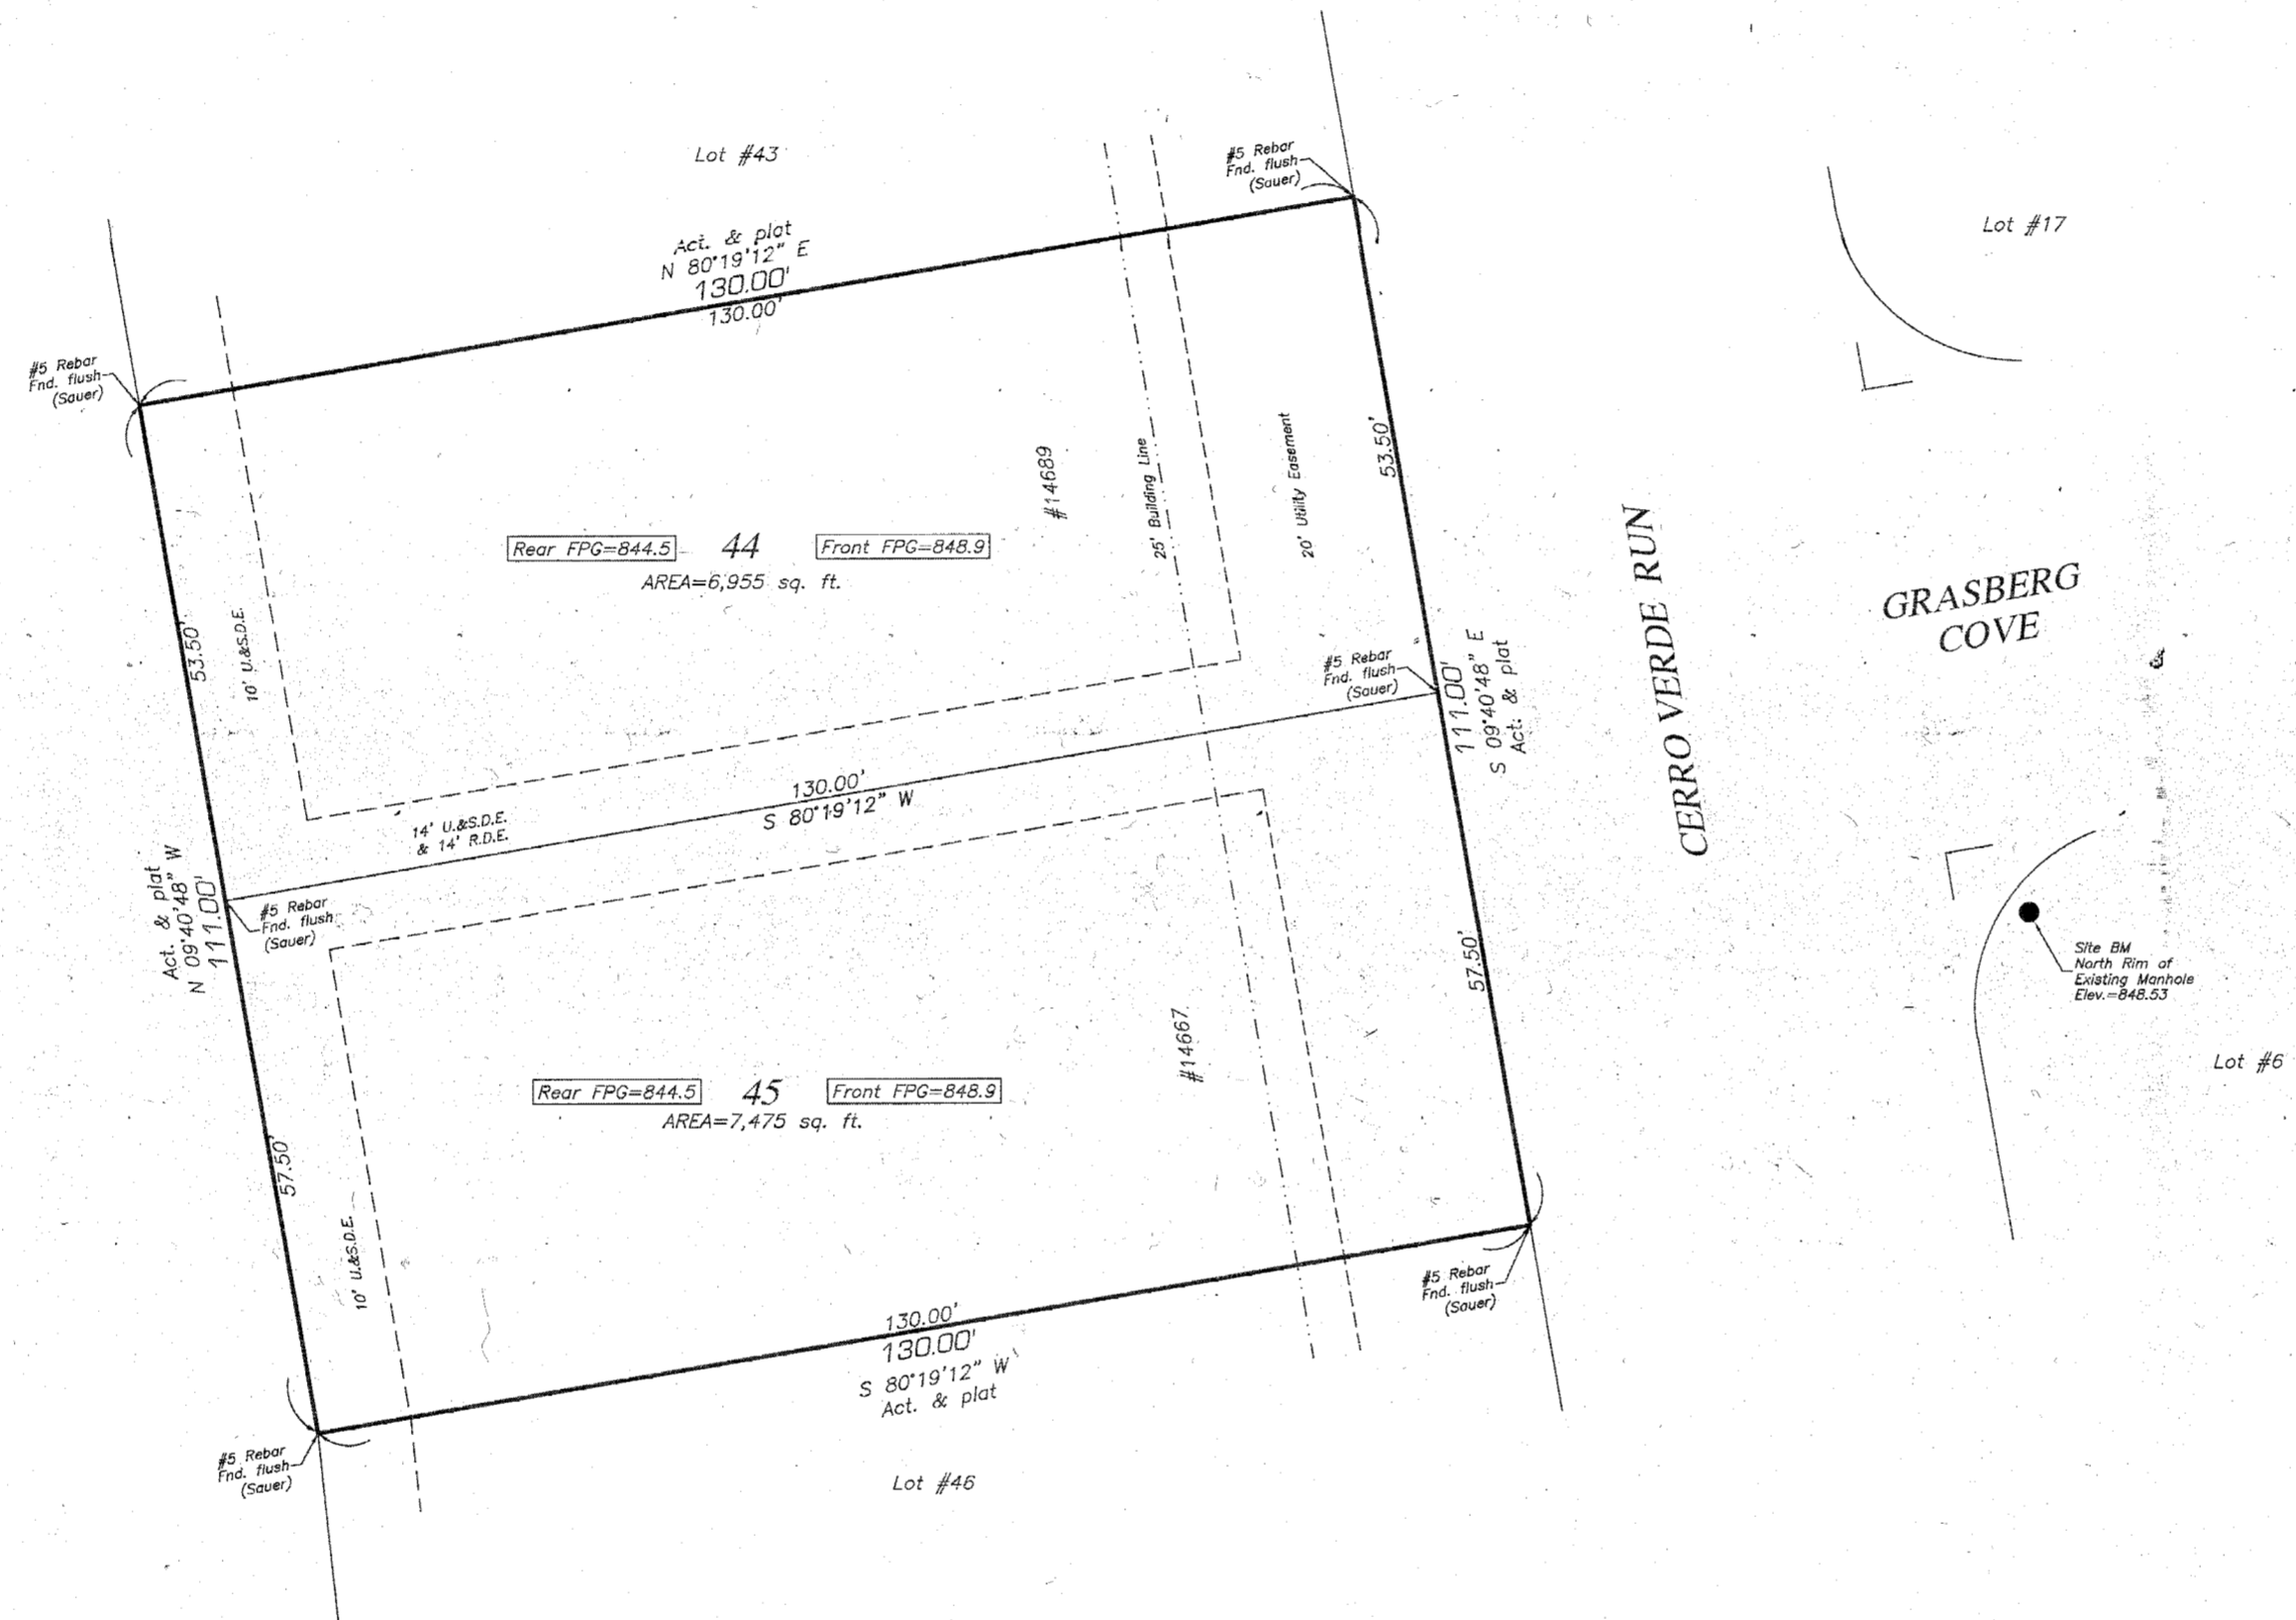 Lot #43
#5 Rebar
Fnd. flush
(Sauer)
Lot #17
Act. & plat
N 80°19'12" E
130.00'
130.00'
#5 Rebar
Fnd. flush
(Sauer)
53.50'
#14689
25' Building Line
20' Utility Easement
Rear FPG=844.5
44
Front FPG=848.9
AREA=6,955 sq. ft.
CERRO VERDE RUN
GRASBERG
COVE
53.50'
10' U.&S.D.E.
#5 Rebar
Fnd. flush
(Sauer)
111.00'
S 09°40'48" E
Act. & plat
130.00'
S 80°19'12" W
14' U.&S.D.E.
& 14' R.D.E.
Act. & plat
N 09°40'48" W
111.00'
#5 Rebar
Fnd. flush
(Sauer)
57.50'
Site BM
North Rim of
Existing Manhole
Elev.=848.53
#14667
Lot #6
Rear FPG=844.5
45
Front FPG=848.9
AREA=7,475 sq. ft.
57.50'
10' U.&S.D.E.
#5 Rebar
Fnd. flush
(Sauer)
130.00'
130.00'
S 80°19'12" W
Act. & plat
#5 Rebar
Fnd. flush
(Sauer)
Lot #46